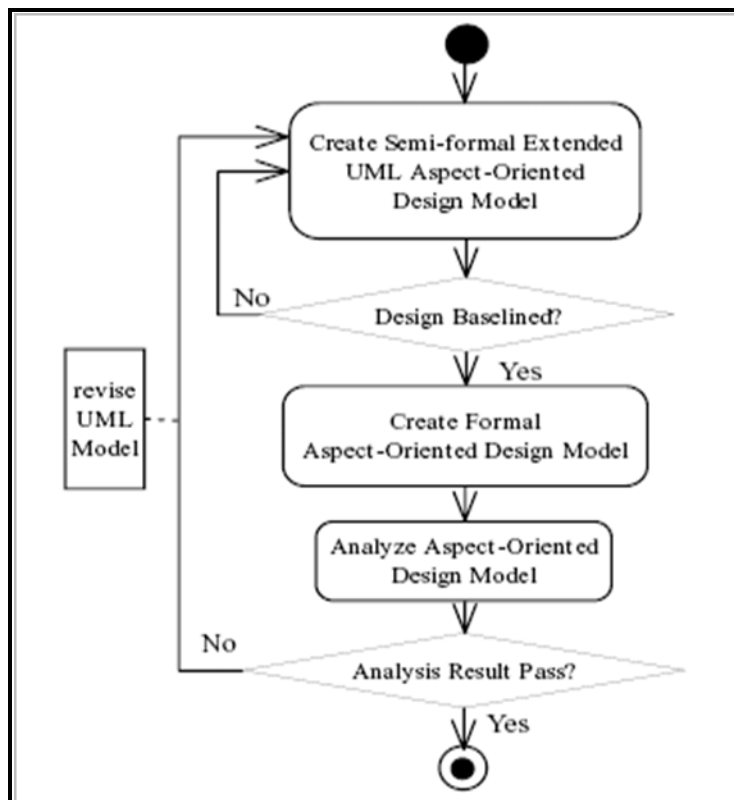 Create Semi-formal Extended
UML Aspect-Oriented
Design Model
No
Design Baselined?
Yes
revise
UML
Model
Create Formal
Aspect-Oriented Design Model
Analyze Aspect-Oriented
Design Model
No
Analysis Result Pass?
Yes